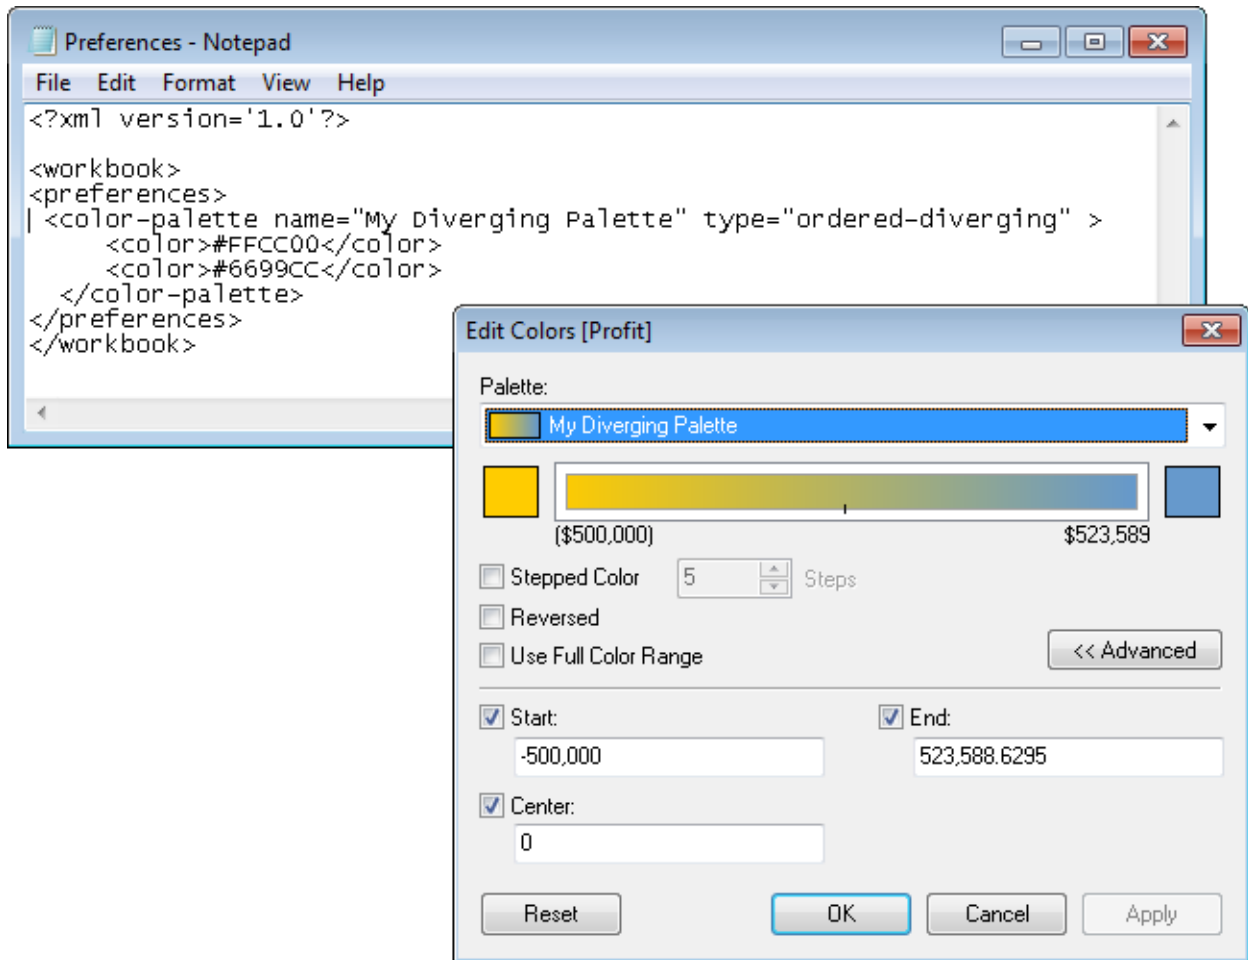 Preferences - Notepad
File Edit Format View Help
<?xml version='1.0'?>
<workbook>
<preferences>
<color-palette name="My Diverging Palette" type="ordered-diverging" >
<color>#FFCC00</color>
<color>#6699CC</color>
</color-palette>
</preferences>
</workbook>
Edit Colors [Profit]
Palette:
My Diverging Palette
($500,000) $523,589
Stepped Color 5 Steps
Reversed
Use Full Color Range << Advanced
Start: End:
-500,000 523,588.6295
Center:
0
Reset OK Cancel Apply